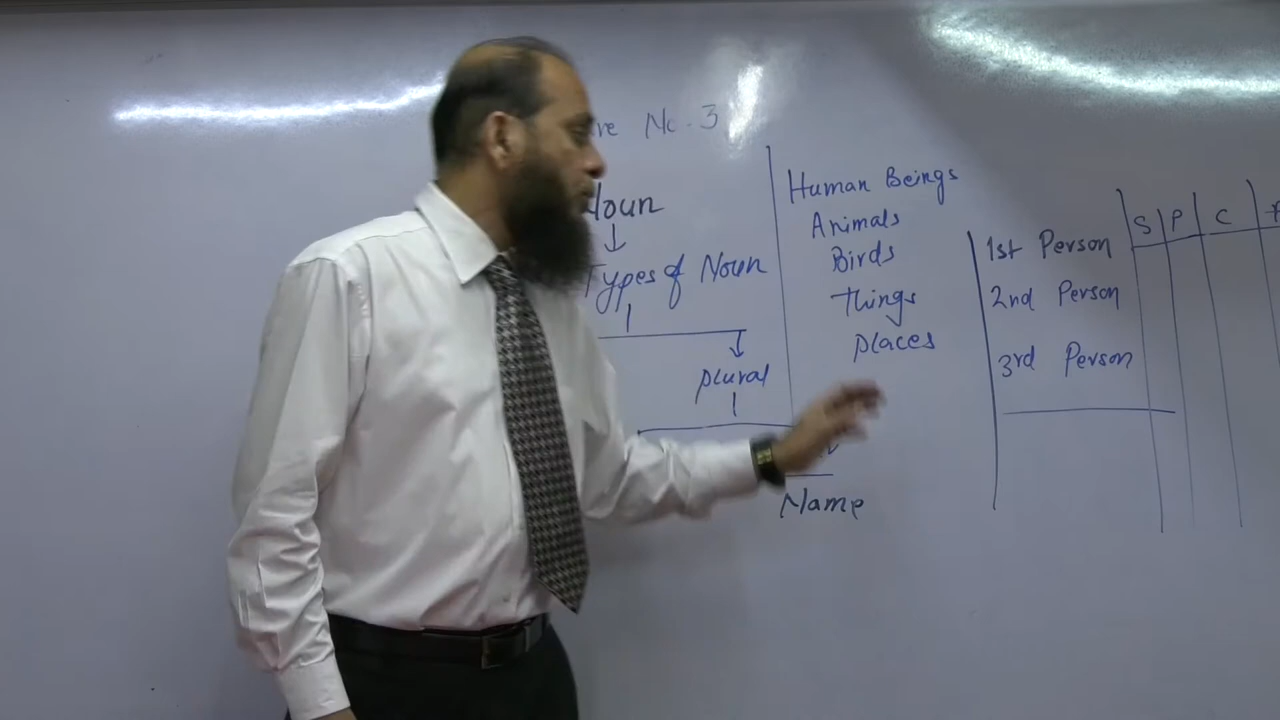 No-3
Noun
Types of Noun
plural
Name
Human Beings
Animals
Birds
things
places
S P C
1st Person
2nd Person
3rd Person